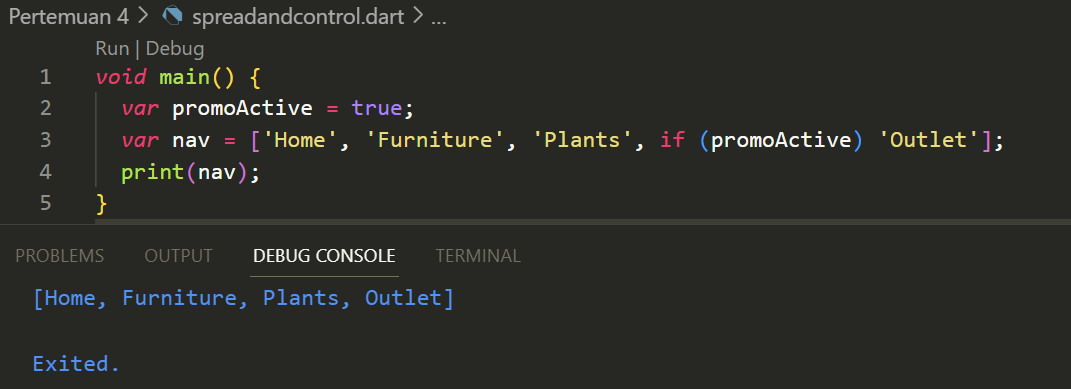 Pertemuan 4 > spreadandcontrol.dart > ...
Run | Debug
1 void main() {
2   var promoActive = true;
3   var nav = ['Home', 'Furniture', 'Plants', if (promoActive) 'Outlet'];
4   print(nav);
5 }
PROBLEMS OUTPUT DEBUG CONSOLE TERMINAL
[Home, Furniture, Plants, Outlet]
Exited.